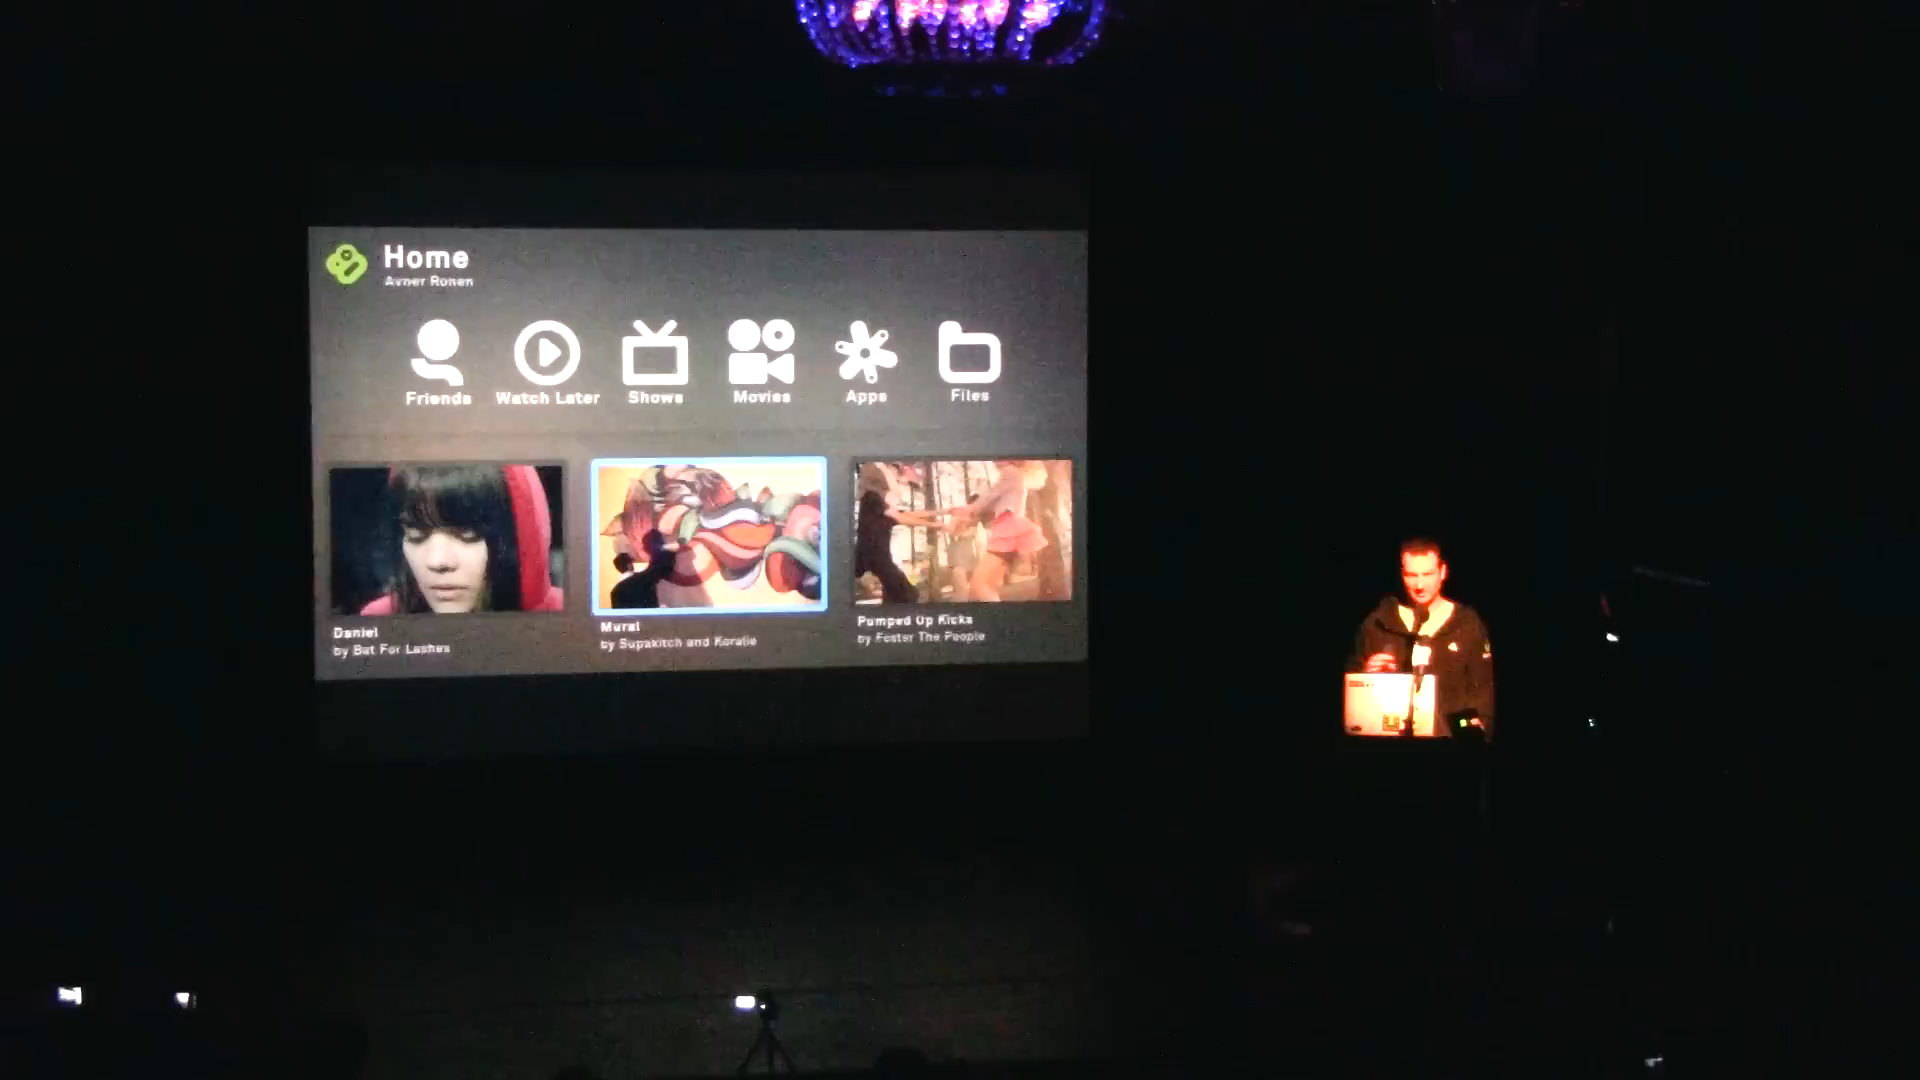 Home
Avner Ronen
Friends
Watch Later
Shows
Movies
Apps
Files
Daniel
by Bat For Lashes
Mural
by Supakitch and Koralie
Pumped Up Kicks
by Foster The People